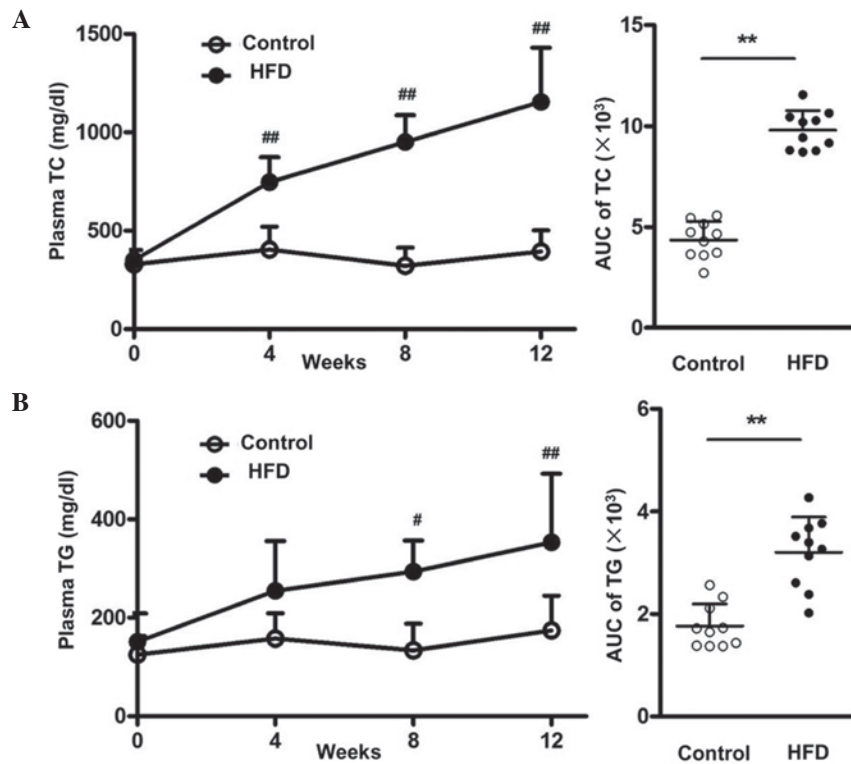 A
Plasma TC (mg/dl)
1500
1000
500
0
Control
HFD
##
##
##
0
4
8
12
Weeks
AUC of TC (×10³)
15
10
5
0
**
Control
HFD
B
Plasma TG (mg/dl)
600
400
200
0
Control
HFD
#
##
0
4
8
12
Weeks
AUC of TG (×10³)
6
4
2
0
**
Control
HFD